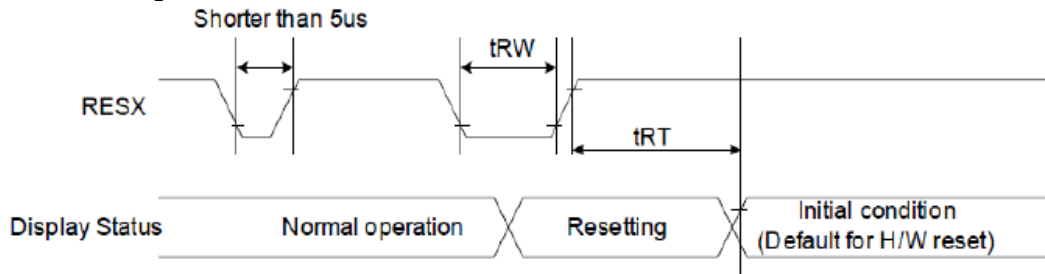 Shorter than 5us
tRW
RESX
tRT
Display Status
Normal operation
Resetting
Initial condition
(Default for H/W reset)